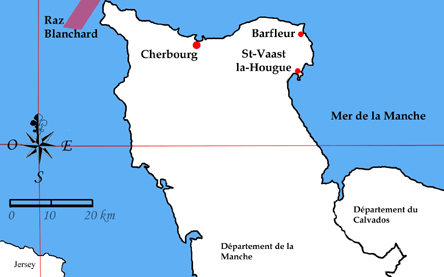 Raz
Blanchard
Barfleur
Cherbourg
St-Vaast
la-Hougue
Mer de la Manche
O E
S
0 10 20 km
Département du
Calvados
Département de la
Manche
Jersey